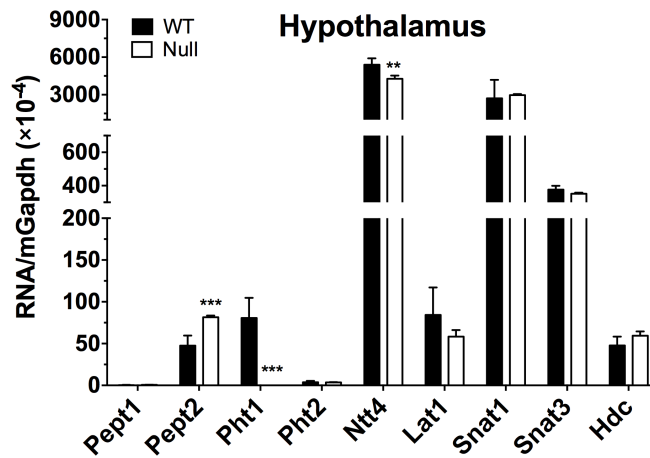 Hypothalamus
WT
Null
RNA/mGapdh (×10⁻⁴)
9000
6000
3000
600
400
200
150
100
50
0
***
***
**
Pept1
Pept2
Pht1
Pht2
Ntt4
Lat1
Snat1
Snat3
Hdc